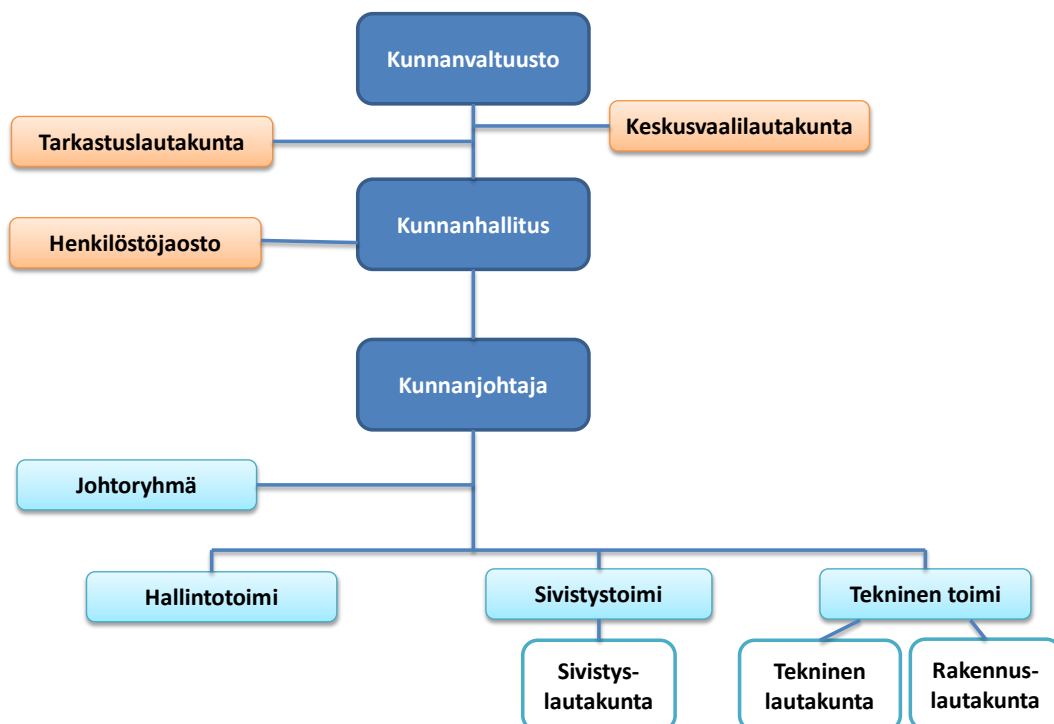 Kunnanvaltuusto
Keskusvaalilautakunta
Tarkastuslautakunta
Kunnanhallitus
Henkilöstöjaosto
Kunnanjohtaja
Johtoryhmä
Hallintotoimi
Sivistystoimi
Tekninen toimi
Sivistys-
lautakunta
Tekninen
lautakunta
Rakennus-
lautakunta